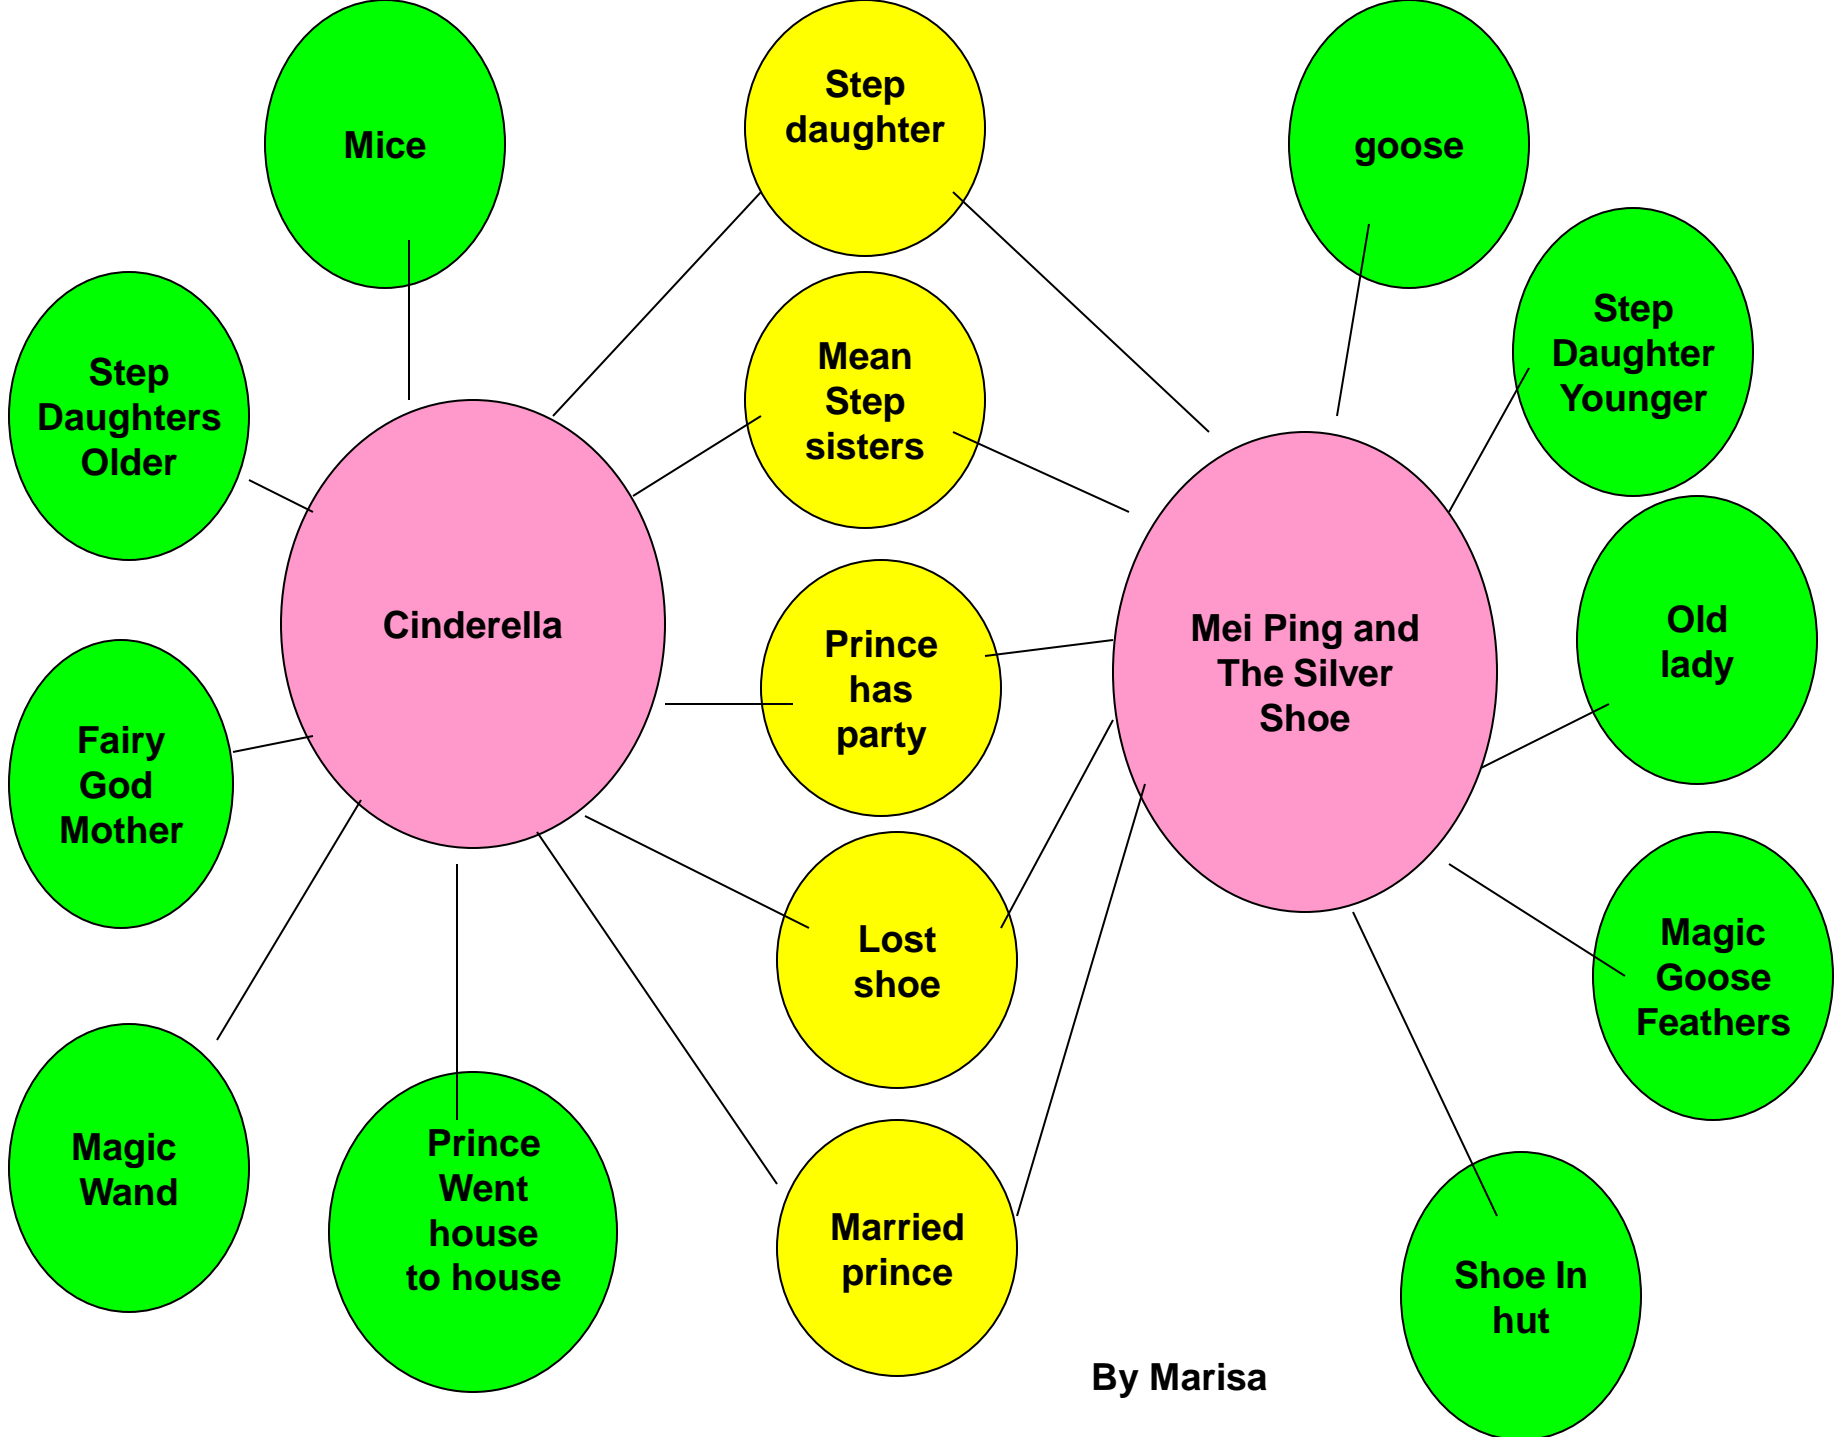 Mice
Step
daughter
goose
Step
Daughters
Older
Mean
Step
sisters
Step
Daughter
Younger
Cinderella
Prince
has
party
Mei Ping and
The Silver
Shoe
Old
lady
Fairy
God
Mother
Lost
shoe
Magic
Goose
Feathers
Magic
Wand
Prince
Went
house
to house
Married
prince
Shoe In
hut
By Marisa